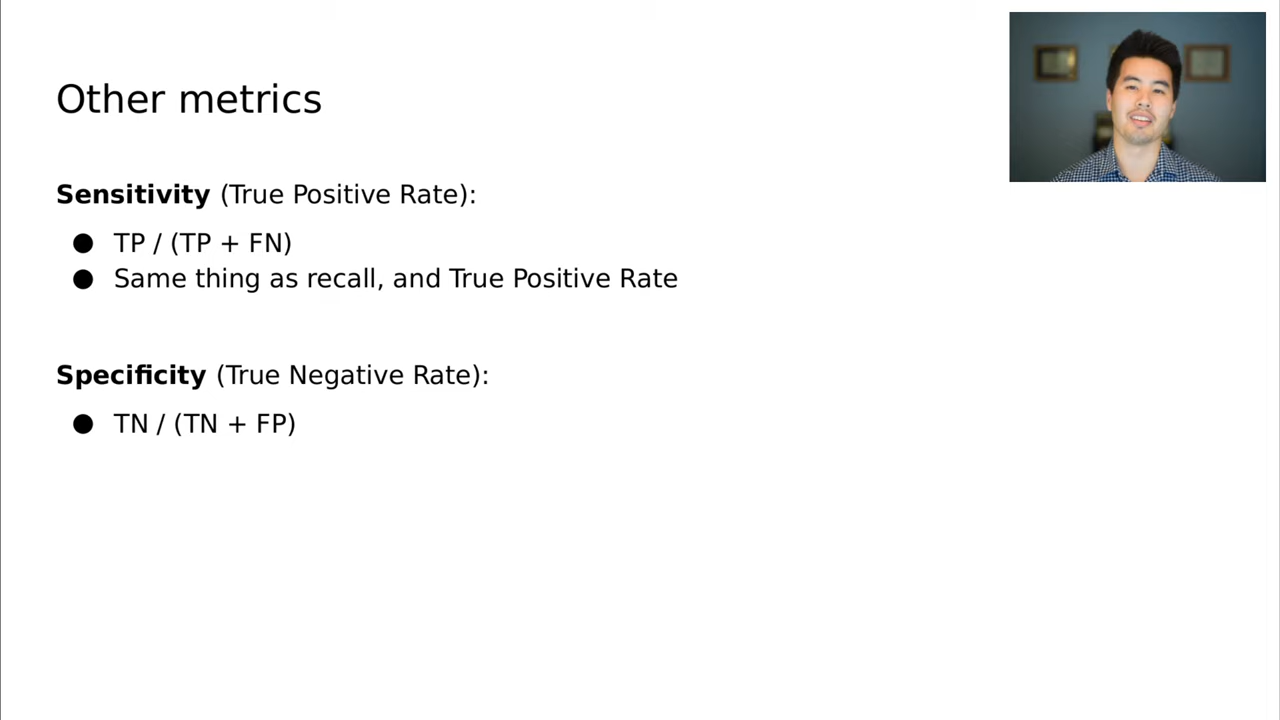 Other metrics
Sensitivity (True Positive Rate):
● TP / (TP + FN)
● Same thing as recall, and True Positive Rate
Specificity (True Negative Rate):
● TN / (TN + FP)